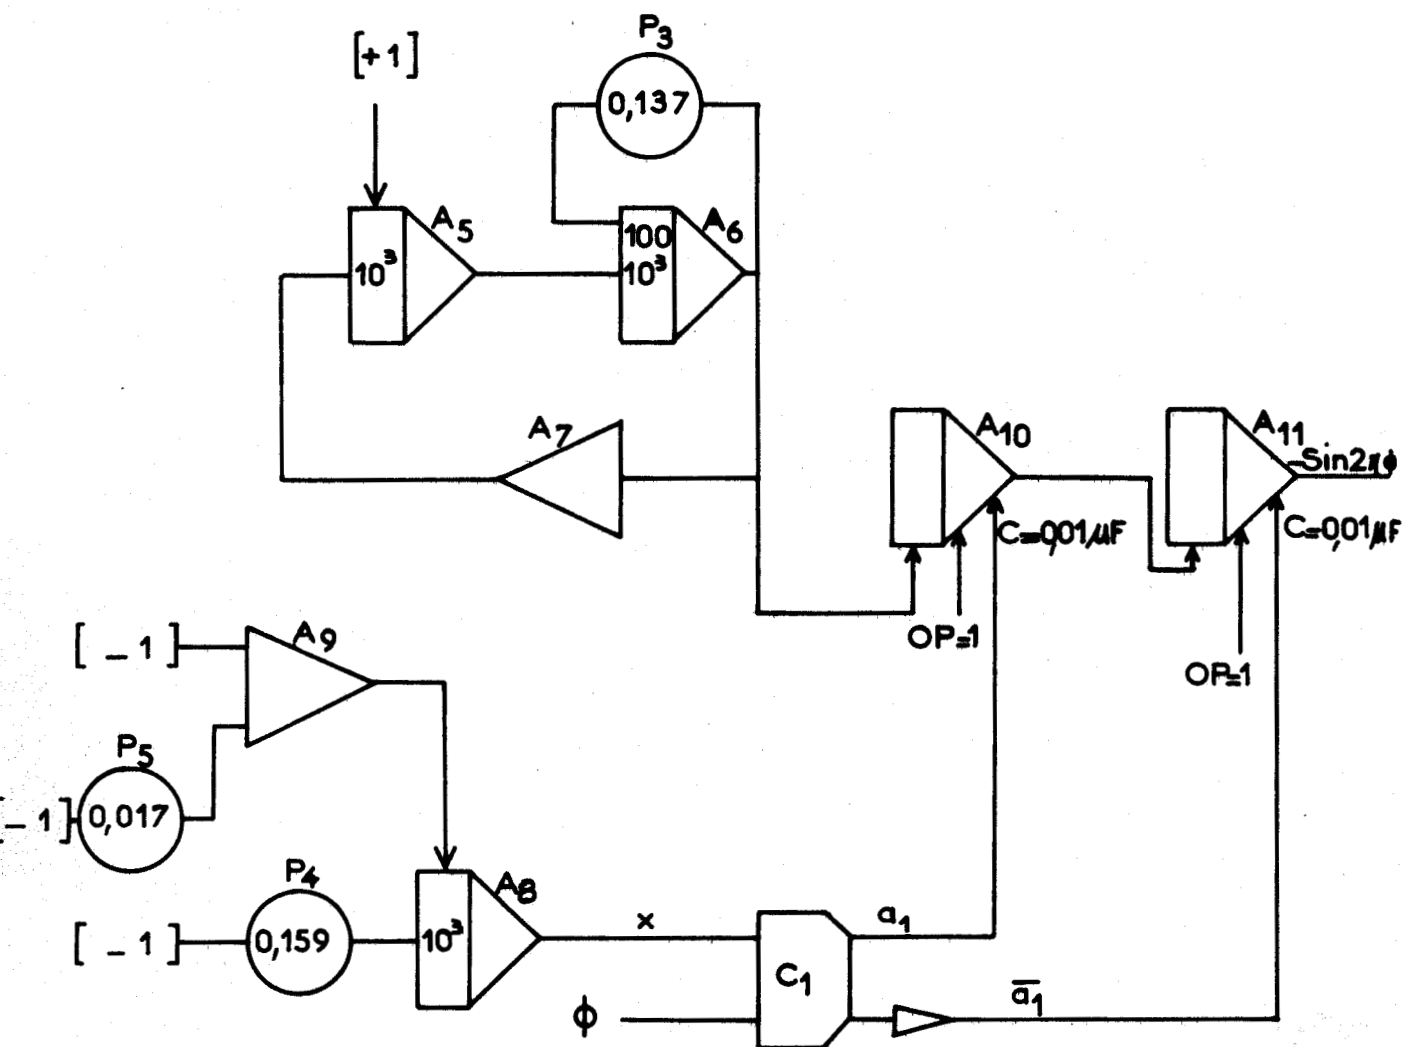 P3
[+1]
0,137
A5
A6
100
10³
10³
A7
A10
A11
-Sin2πϕ
C=0,01µF
C=0,01µF
OP=1
OP=1
[-1]
A9
P5
-1]
0,017
P4
A8
[-1]
0,159
10³
x
a1
C1
ϕ
a̅1